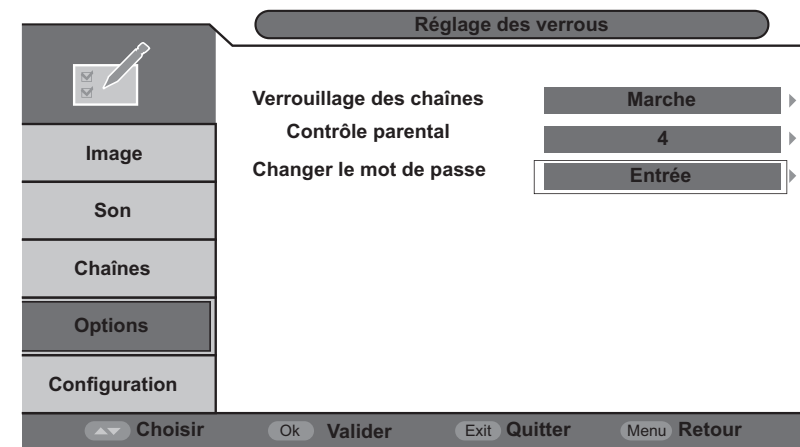 Réglage des verrous
Verrouillage des chaînes Marche
Contrôle parental 4
Changer le mot de passe Entrée
Image
Son
Chaînes
Options
Configuration
Choisir Ok Valider Exit Quitter Menu Retour